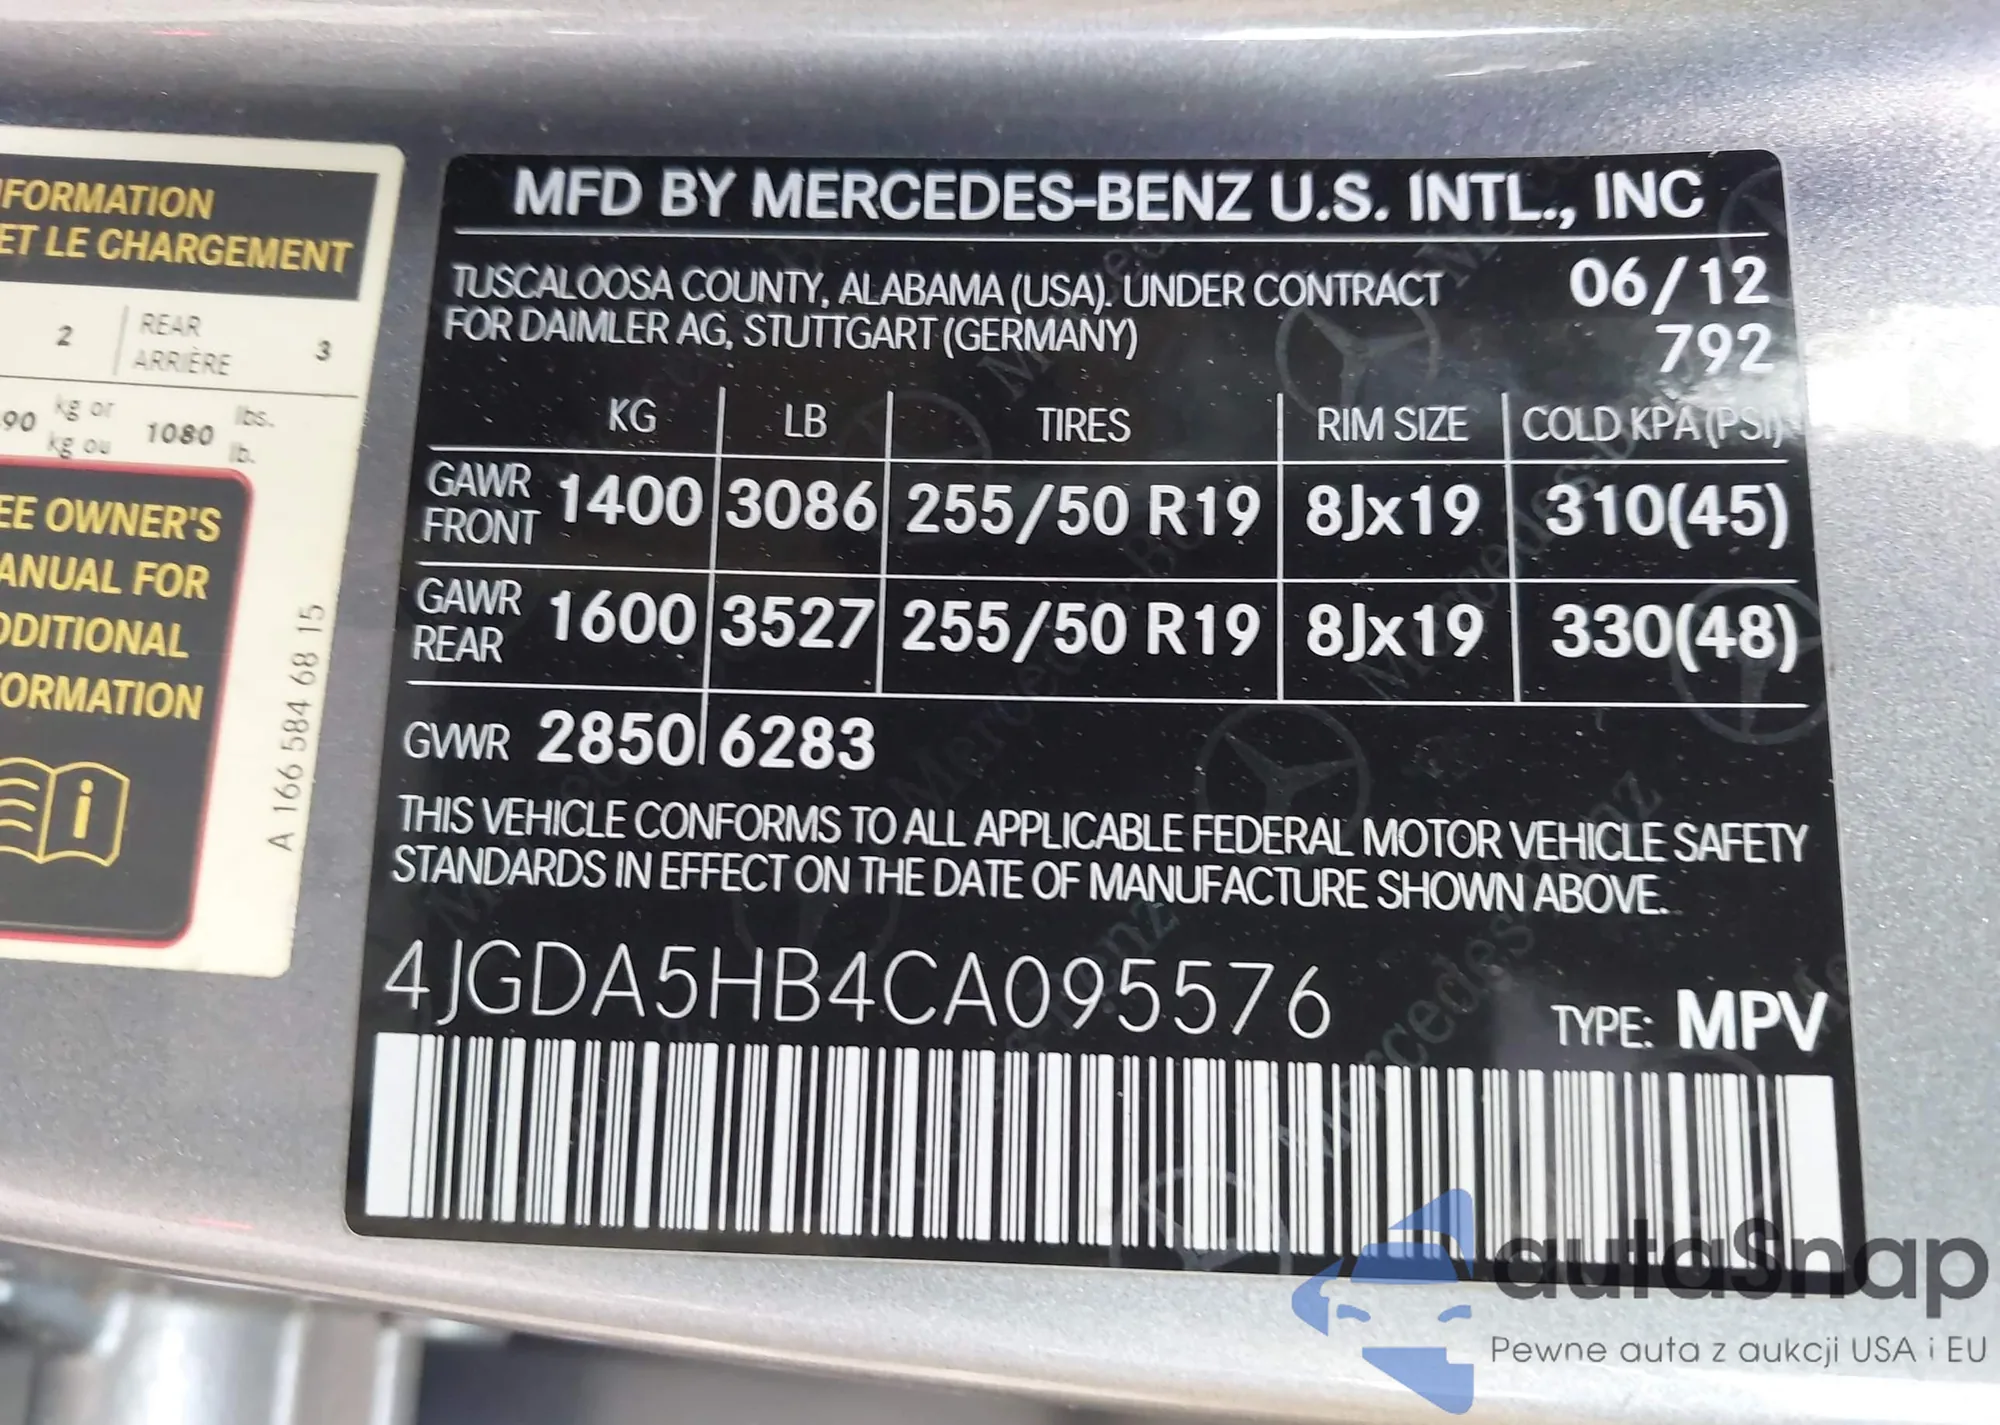 NFORMATION
ET LE CHARGEMENT
2 REAR 3
ARRIÈRE
90 kg or 1080 lbs.
kg ou lb.
EE OWNER'S
ANUAL FOR
DDITIONAL
FORMATION
A 166 584 68 15
MFD BY MERCEDES-BENZ U.S. INTL., INC
TUSCALOOSA COUNTY, ALABAMA (USA). UNDER CONTRACT 06/12
FOR DAIMLER AG, STUTTGART (GERMANY) 792
KG LB TIRES RIM SIZE COLD KPA (PSI)
GAWR FRONT 1400 3086 255/50 R19 8Jx19 310(45)
GAWR REAR 1600 3527 255/50 R19 8Jx19 330(48)
GVWR 2850 6283
THIS VEHICLE CONFORMS TO ALL APPLICABLE FEDERAL MOTOR VEHICLE SAFETY
STANDARDS IN EFFECT ON THE DATE OF MANUFACTURE SHOWN ABOVE.
4JGDA5HB4CA095576 TYPE: MPV
autoSnap
Pewne auta z aukcji USA i EU